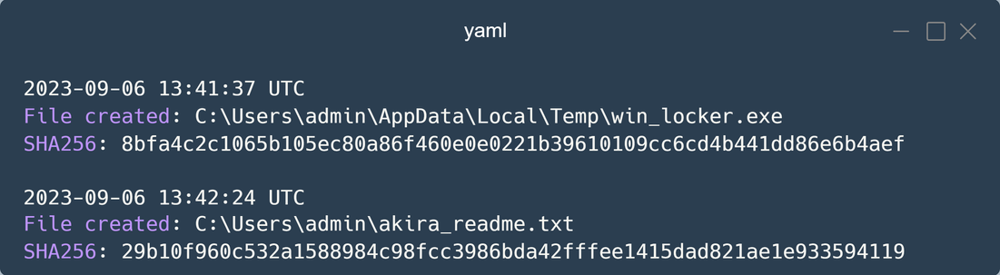 yaml
2023-09-06 13:41:37 UTC
File created: C:\Users\admin\AppData\Local\Temp\win_locker.exe
SHA256: 8bfa4c2c1065b105ec80a86f460e0e0221b39610109cc6cd4b441dd86e6b4aef
2023-09-06 13:42:24 UTC
File created: C:\Users\admin\akira_readme.txt
SHA256: 29b10f960c532a1588984c98fcc3986bda42fffee1415dad821ae1e933594119